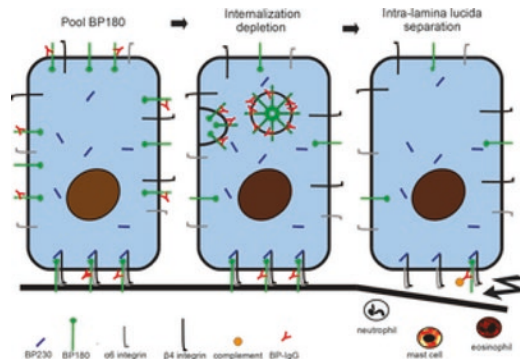 Pool BP180
Internalization
depletion
Intra-lamina lucida
separation
neutrophil
mast cell
eosinophil
BP230
BP180
α6 integrin
β4 integrin
complement
BP-IgG